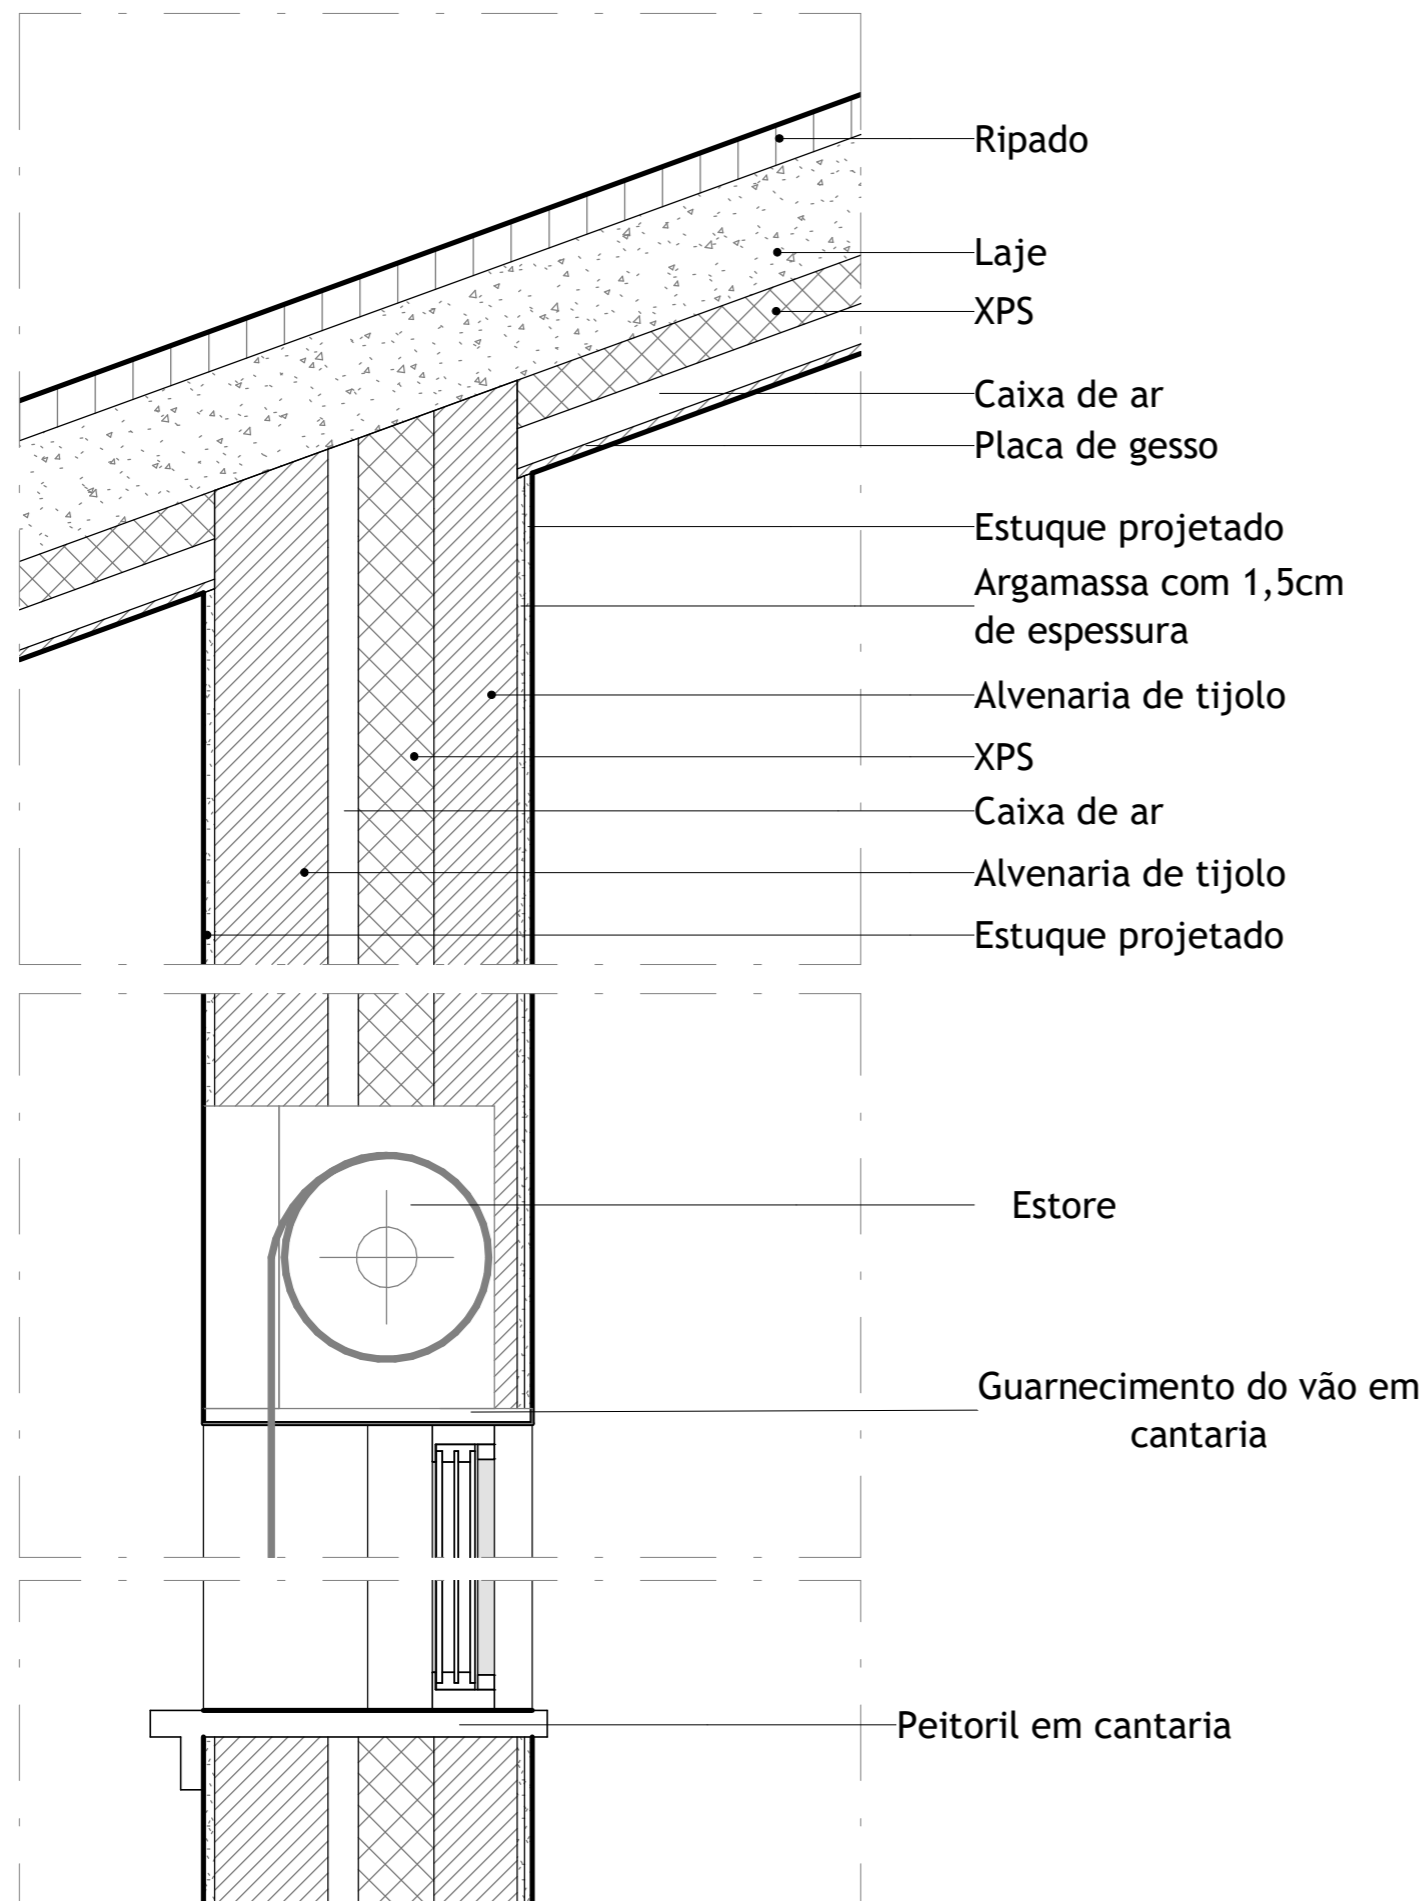 Ripado
Laje
XPS
Caixa de ar
Placa de gesso
Estuque projetado
Argamassa com 1,5cm
de espessura
Alvenaria de tijolo
XPS
Caixa de ar
Alvenaria de tijolo
Estuque projetado
Estore
Guarnecimento do vão em
cantaria
Peitoril em cantaria